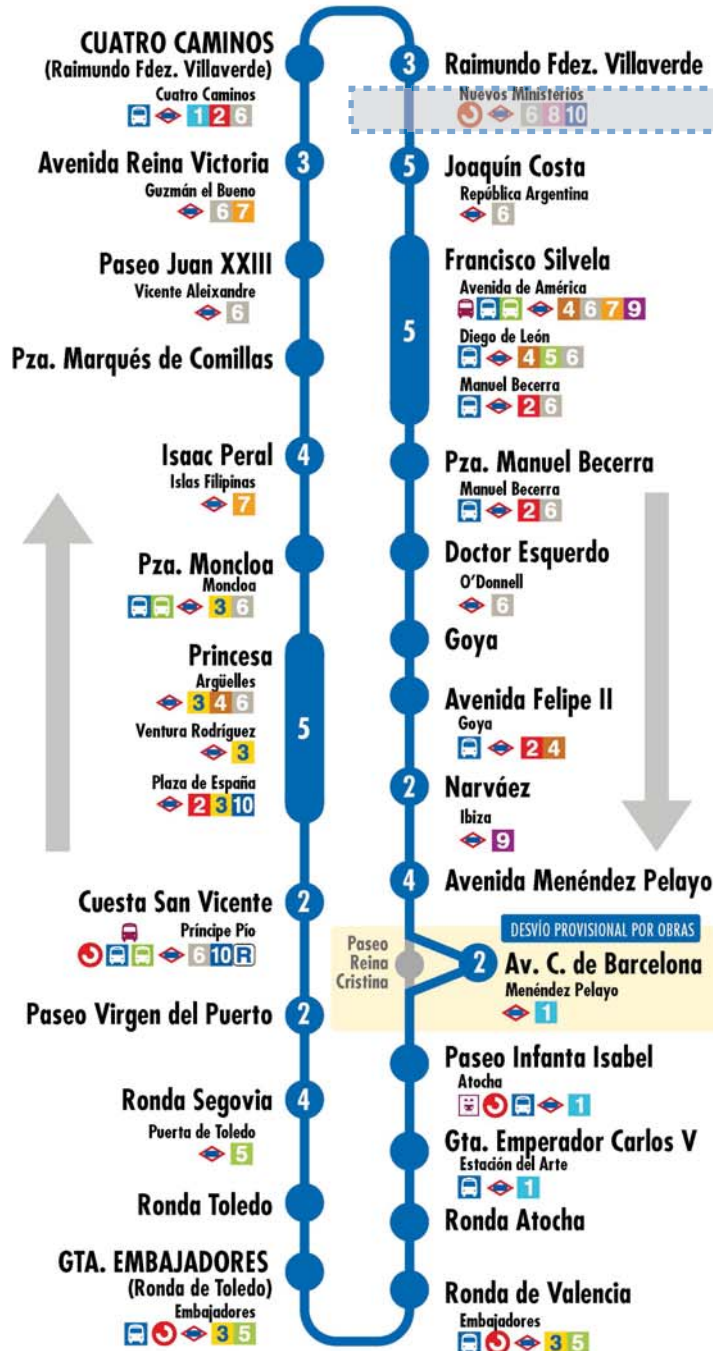 CUATRO CAMINOS
(Raimundo Fdez. Villaverde)
Cuatro Caminos
1 2 6
3
Avenida Reina Victoria
Guzmán el Bueno
6 7
Paseo Juan XXIII
Vicente Aleixandre
6
Pza. Marqués de Comillas
4
Isaac Peral
Islas Filipinas
7
Pza. Moncloa
Moncloa
3 6
Princesa
Argüelles
3 4 6
5
Ventura Rodríguez
3
Plaza de España
2 3 10
Cuesta San Vicente
2
Príncipe Pío
6 10 R
Paseo Virgen del Puerto
2
Ronda Segovia
4
Puerta de Toledo
5
Ronda Toledo
GTA. EMBAJADORES
(Ronda de Toledo)
Embajadores
3 5
3
Raimundo Fdez. Villaverde
Nuevos Ministerios
6 8 10
5
Joaquín Costa
República Argentina
6
Francisco Silvela
Avenida de América
4 6 7 9
5
Diego de León
4 5 6
Manuel Becerra
2 6
Pza. Manuel Becerra
Manuel Becerra
2 6
Doctor Esquerdo
O'Donnell
6
Goya
Avenida Felipe II
Goya
2 4
2
Narváez
Ibiza
9
4
Avenida Menéndez Pelayo
DESVÍO PROVISIONAL POR OBRAS
Paseo
Reina
Cristina
2
Av. C. de Barcelona
Menéndez Pelayo
1
Paseo Infanta Isabel
Atocha
1
Gta. Emperador Carlos V
Estación del Arte
1
Ronda Atocha
Ronda de Valencia
Embajadores
3 5